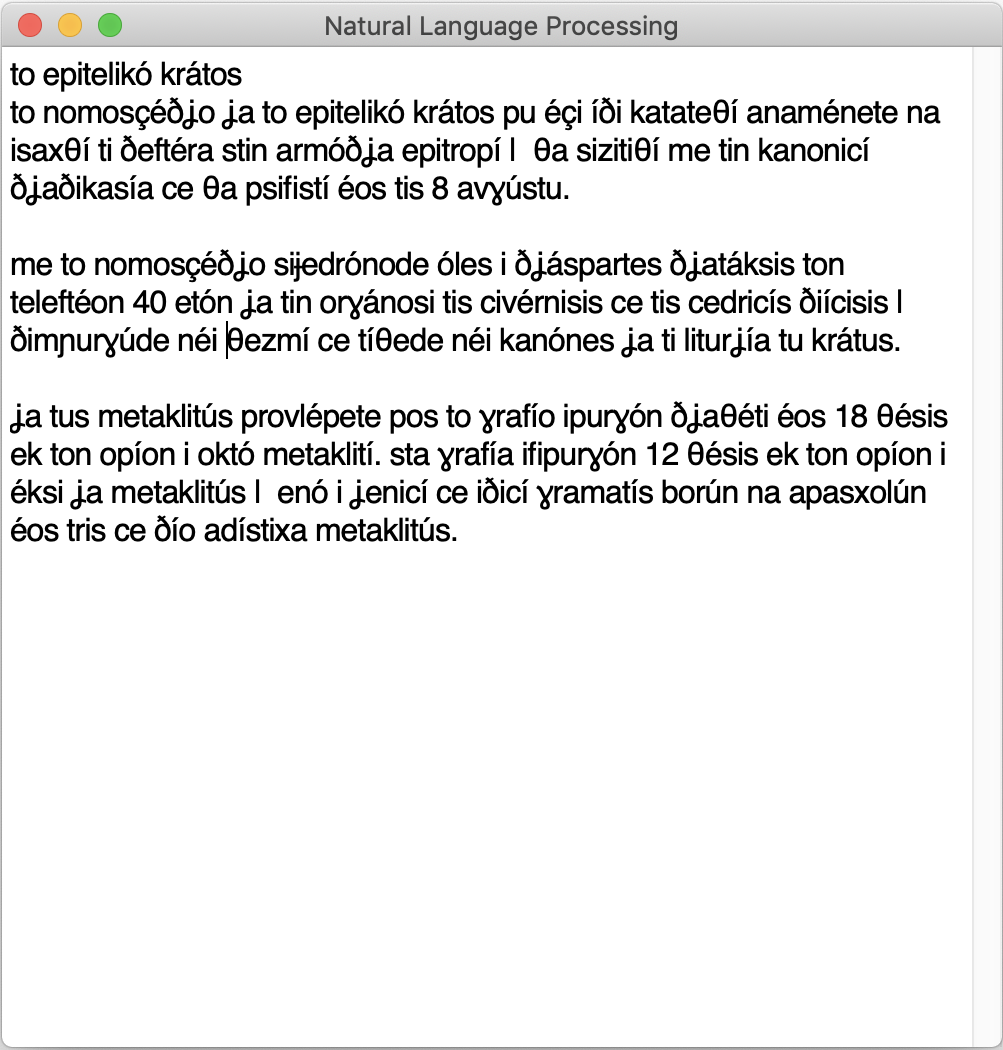 Natural Language Processing
to epitelikó krátos
to nomosçéðʝo ʝa to epitelikó krátos pu éçi íði katateθí anaménete na
isaxθí ti ðeftéra stin armóðʝa epitropí | θa sizitiθí me tin kanonicí
ðʝaðikasía ce θa psifistí éos tis 8 avɣústu.
me to nomosçéðʝo siɟedrónode óles i ðʝáspartes ðʝatáksis ton
teleftéon 40 etón ʝa tin orɣánosi tis civérnisis ce tis cedricís ðiícisis |
ðimɲurɣúde néi θezmí ce tíθede néi kanónes ʝa ti liturʝía tu krátus.
ʝa tus metaklitús provlépete pos to ɣrafío ipurɣón ðʝaθéti éos 18 θésis
ek ton opíon i októ metaklití. sta ɣrafía ifipurɣón 12 θésis ek ton opíon i
éksi ʝa metaklitús | enó i ʝenicí ce iðicí ɣramatís borún na apasxolún
éos tris ce ðío adístixa metaklitús.